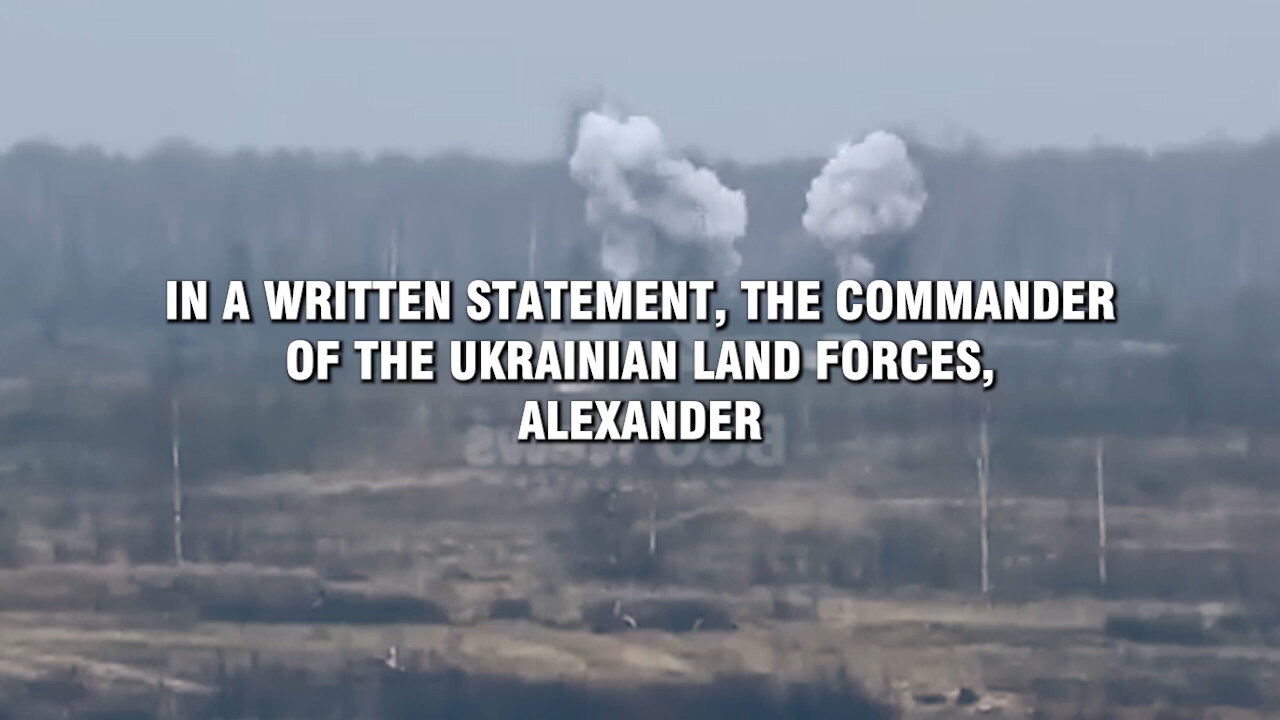 IN A WRITTEN STATEMENT, THE COMMANDER
OF THE UKRAINIAN LAND FORCES,
ALEXANDER